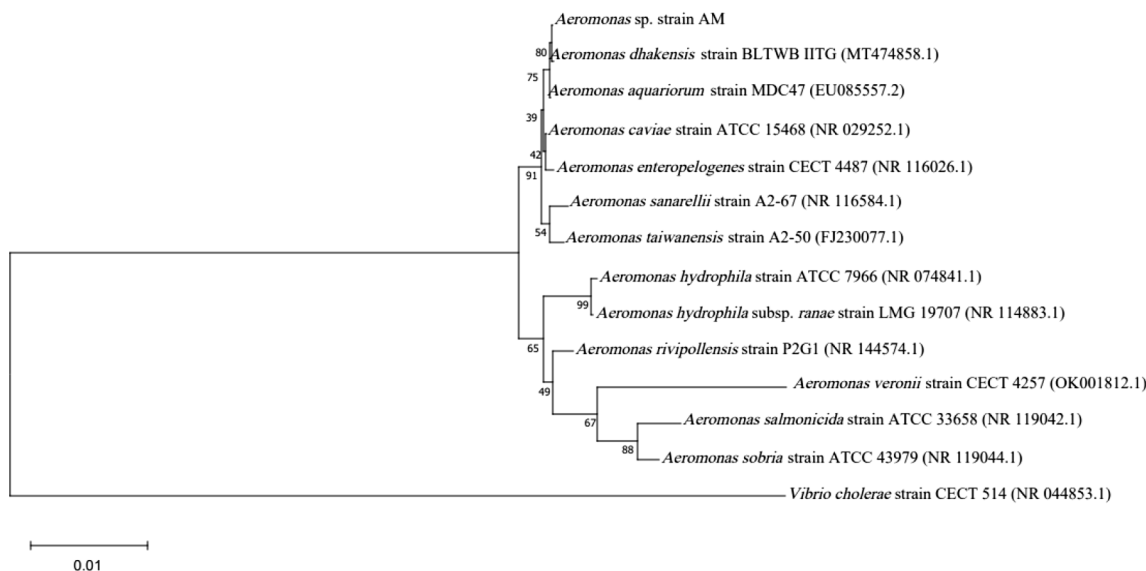 Aeromonas sp. strain AM
80
Aeromonas dhakensis strain BLTWB IITG (MT474858.1)
75
Aeromonas aquariorum strain MDC47 (EU085557.2)
39
Aeromonas caviae strain ATCC 15468 (NR 029252.1)
42
Aeromonas enteropelogenes strain CECT 4487 (NR 116026.1)
91
Aeromonas sanarellii strain A2-67 (NR 116584.1)
54
Aeromonas taiwanensis strain A2-50 (FJ230077.1)
Aeromonas hydrophila strain ATCC 7966 (NR 074841.1)
99
Aeromonas hydrophila subsp. ranae strain LMG 19707 (NR 114883.1)
65
Aeromonas rivipollensis strain P2G1 (NR 144574.1)
Aeromonas veronii strain CECT 4257 (OK001812.1)
49
Aeromonas salmonicida strain ATCC 33658 (NR 119042.1)
67
88
Aeromonas sobria strain ATCC 43979 (NR 119044.1)
Vibrio cholerae strain CECT 514 (NR 044853.1)
0.01